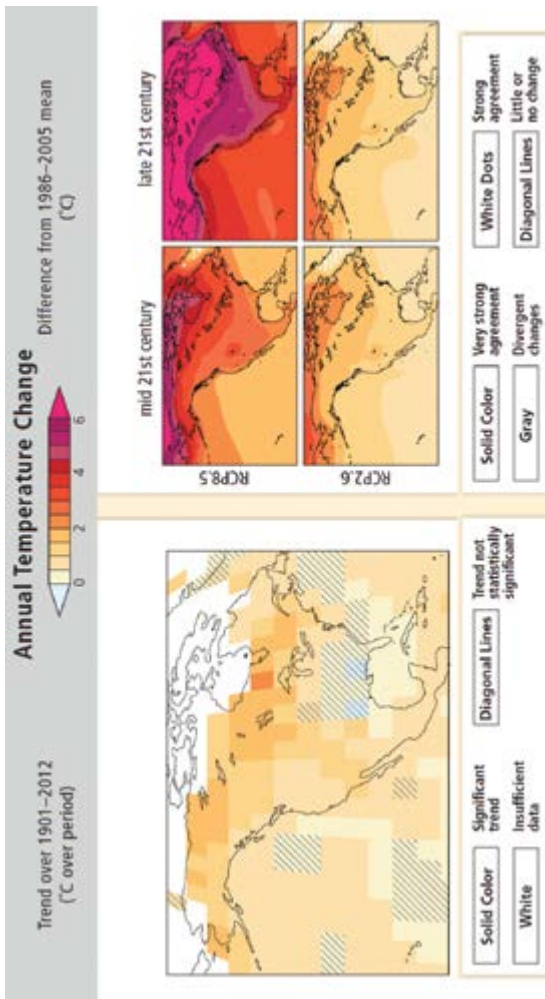 Annual Temperature Change
Trend over 1901–2012
(˚C over period)
0 2 4 6
Difference from 1986–2005 mean
(˚C)
mid 21st century
late 21st century
RCP8.5
RCP2.6
Solid Color
Significant
trend
Diagonal Lines
Trend not
statistically
significant
White
Insufficient
data
Solid Color
Very strong
agreement
White Dots
Strong
agreement
Gray
Divergent
changes
Diagonal Lines
Little or
no change